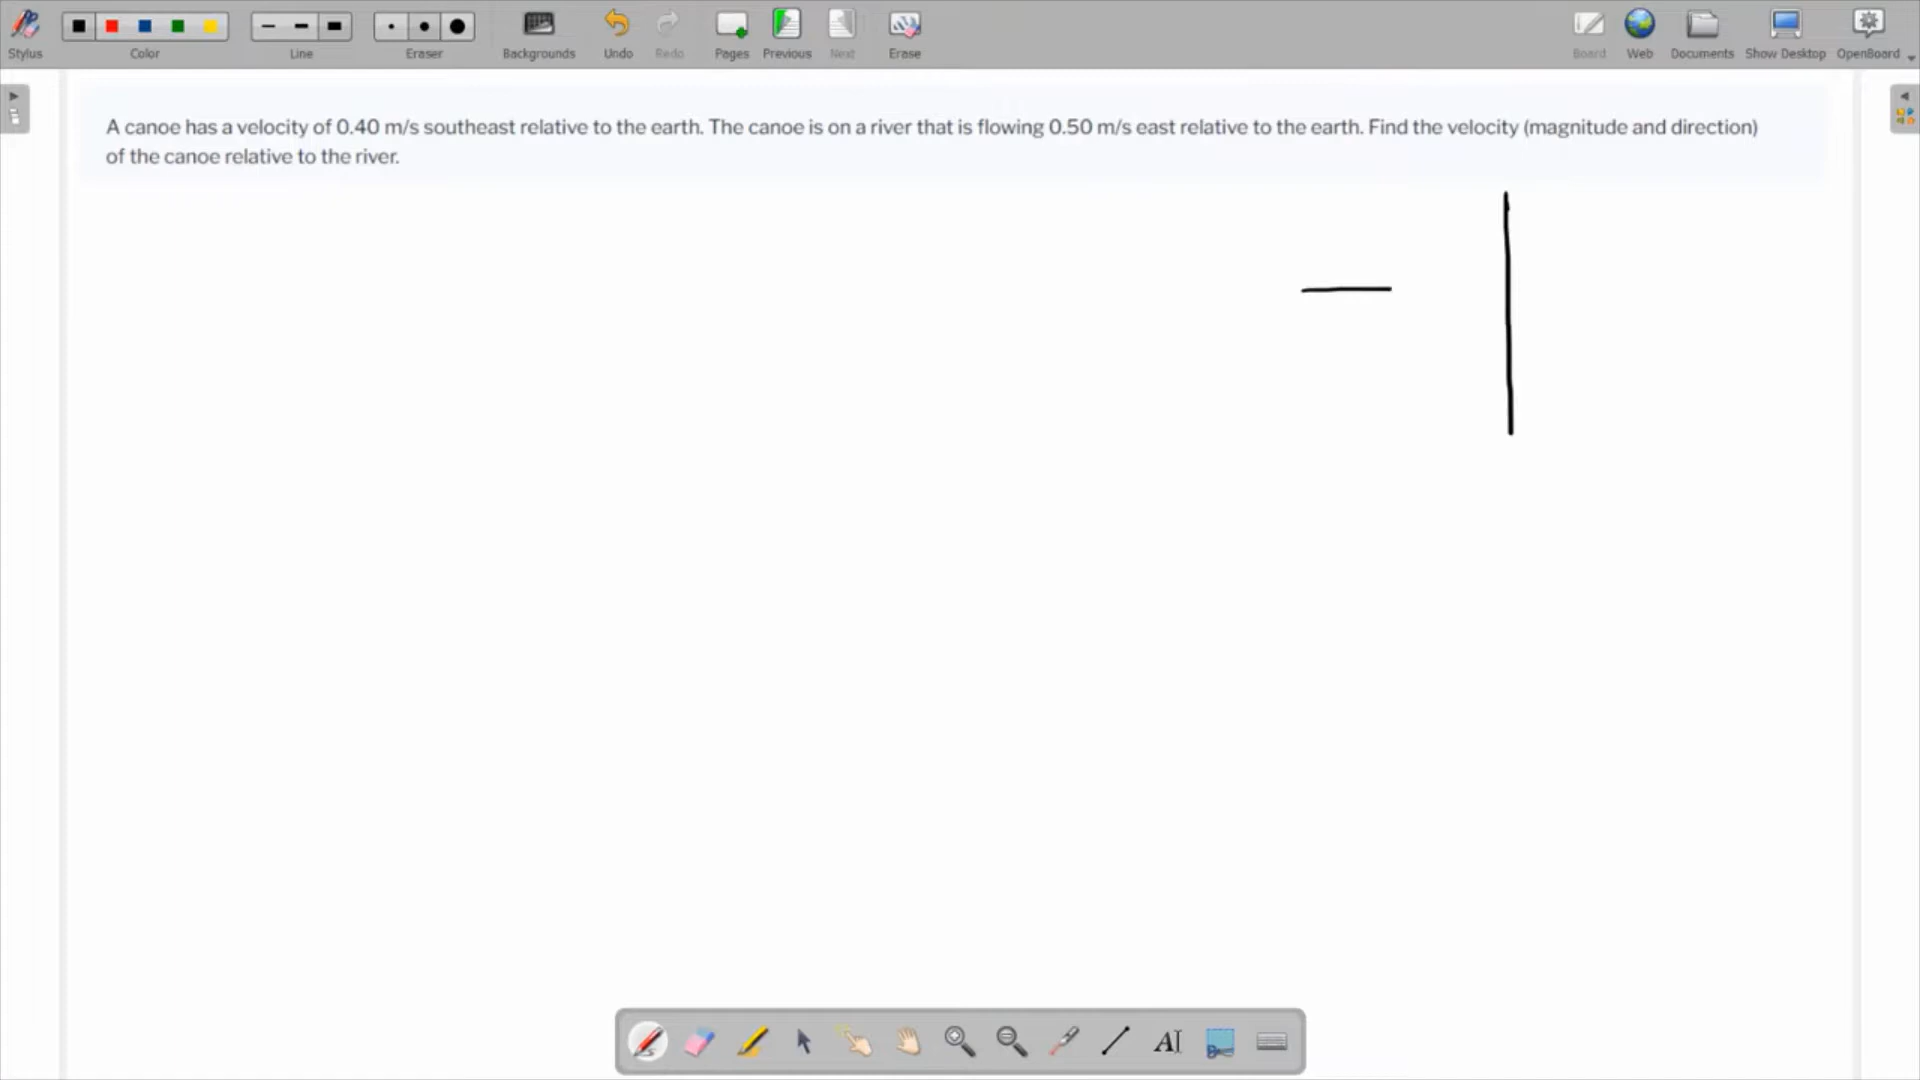 Stylus Color Line Eraser Backgrounds Undo Redo Pages Previous Next Erase Board Web Documents Show Desktop OpenBoard
A canoe has a velocity of 0.40 m/s southeast relative to the earth. The canoe is on a river that is flowing 0.50 m/s east relative to the earth. Find the velocity (magnitude and direction)
of the canoe relative to the river.
AI